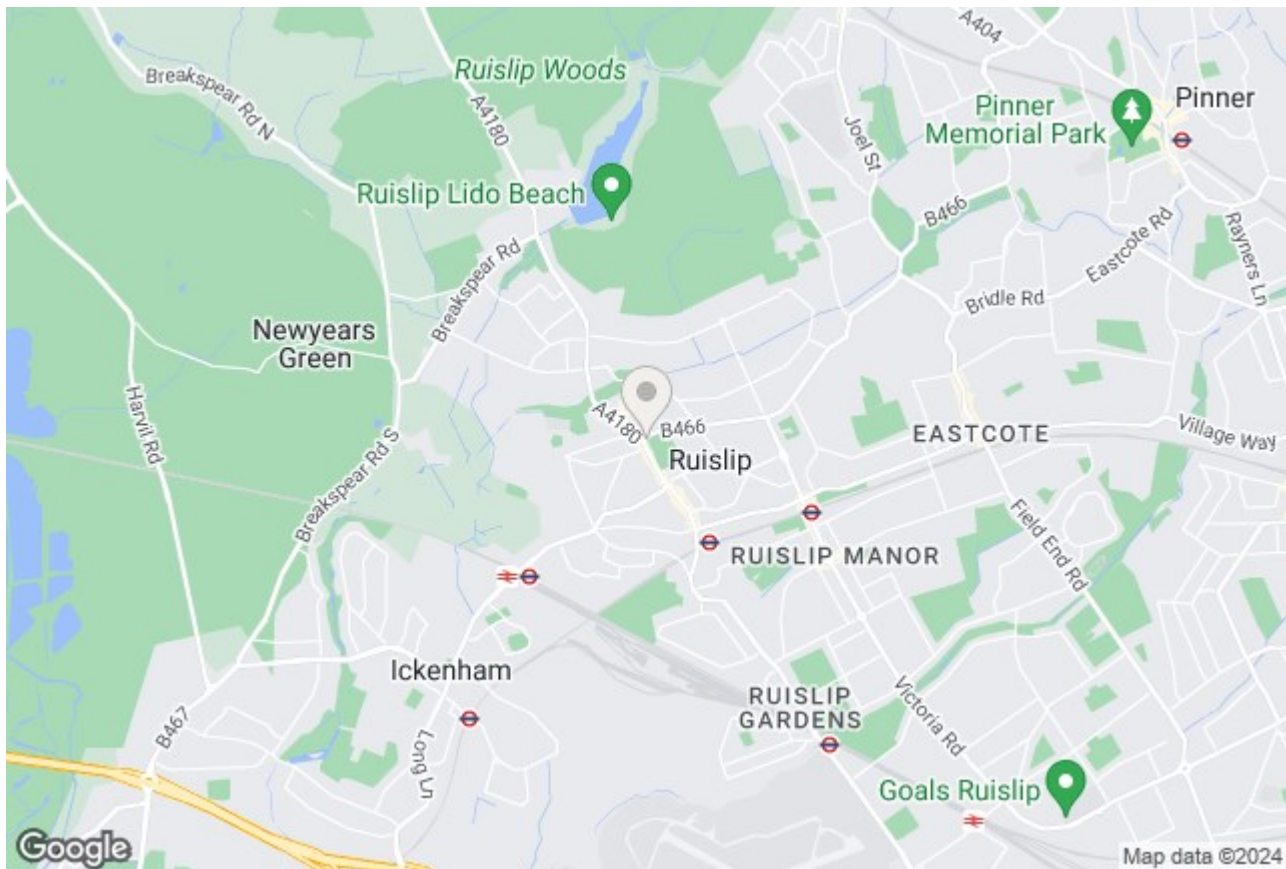 A404
Ruislip Woods
Breakspear Rd N
A4180
Pinner
Pinner
Memorial Park
Joel St
Ruislip Lido Beach
B466
Eastcote Rd
Rayners Ln
Breakspear Rd
Bridle Rd
Newyears
Green
Harvil Rd
A4180
B466
Ruislip
EASTCOTE
Village Way
Breakspear Rd S
Field End Rd
RUISLIP MANOR
Ickenham
RUISLIP
GARDENS
Victoria Rd
B467
Long Ln
Goals Ruislip
Google
Map data ©2024